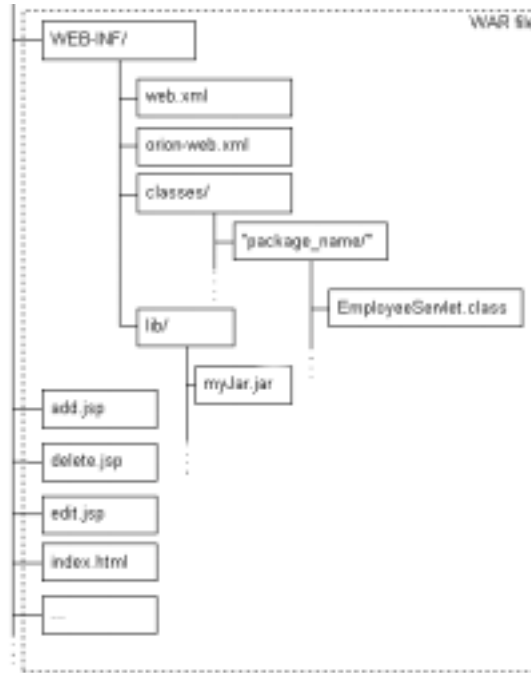 WAR file
WEB-INF/
web.xml
orion-web.xml
classes/
"package_name/"
EmployeeServlet.class
lib/
myJar.jar
add.jsp
delete.jsp
edit.jsp
index.html
...